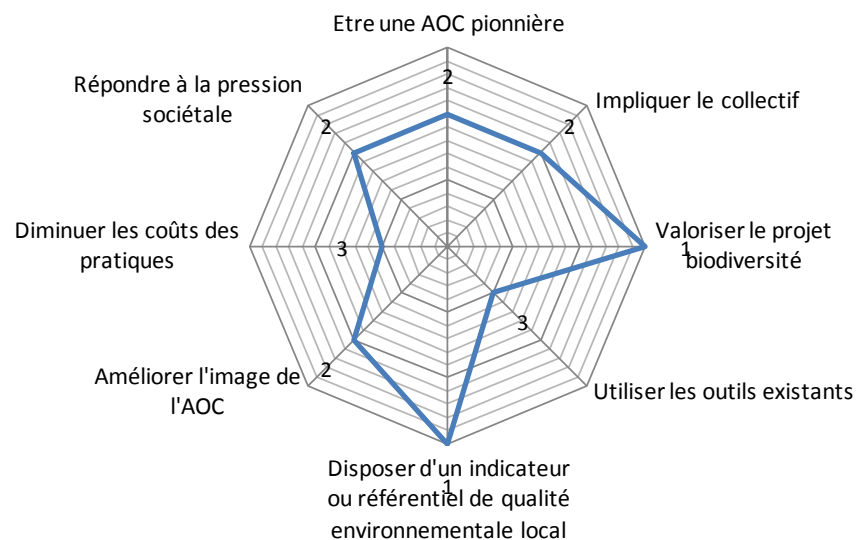 Etre une AOC pionnière
2
Répondre à la pression
sociétale
2
Impliquer le collectif
2
Diminuer les coûts des
pratiques
3
Valoriser le projet
biodiversité
1
Améliorer l'image de
l'AOC
2
Utiliser les outils existants
3
Disposer d'un indicateur
ou référentiel de qualité
environnementale local
1